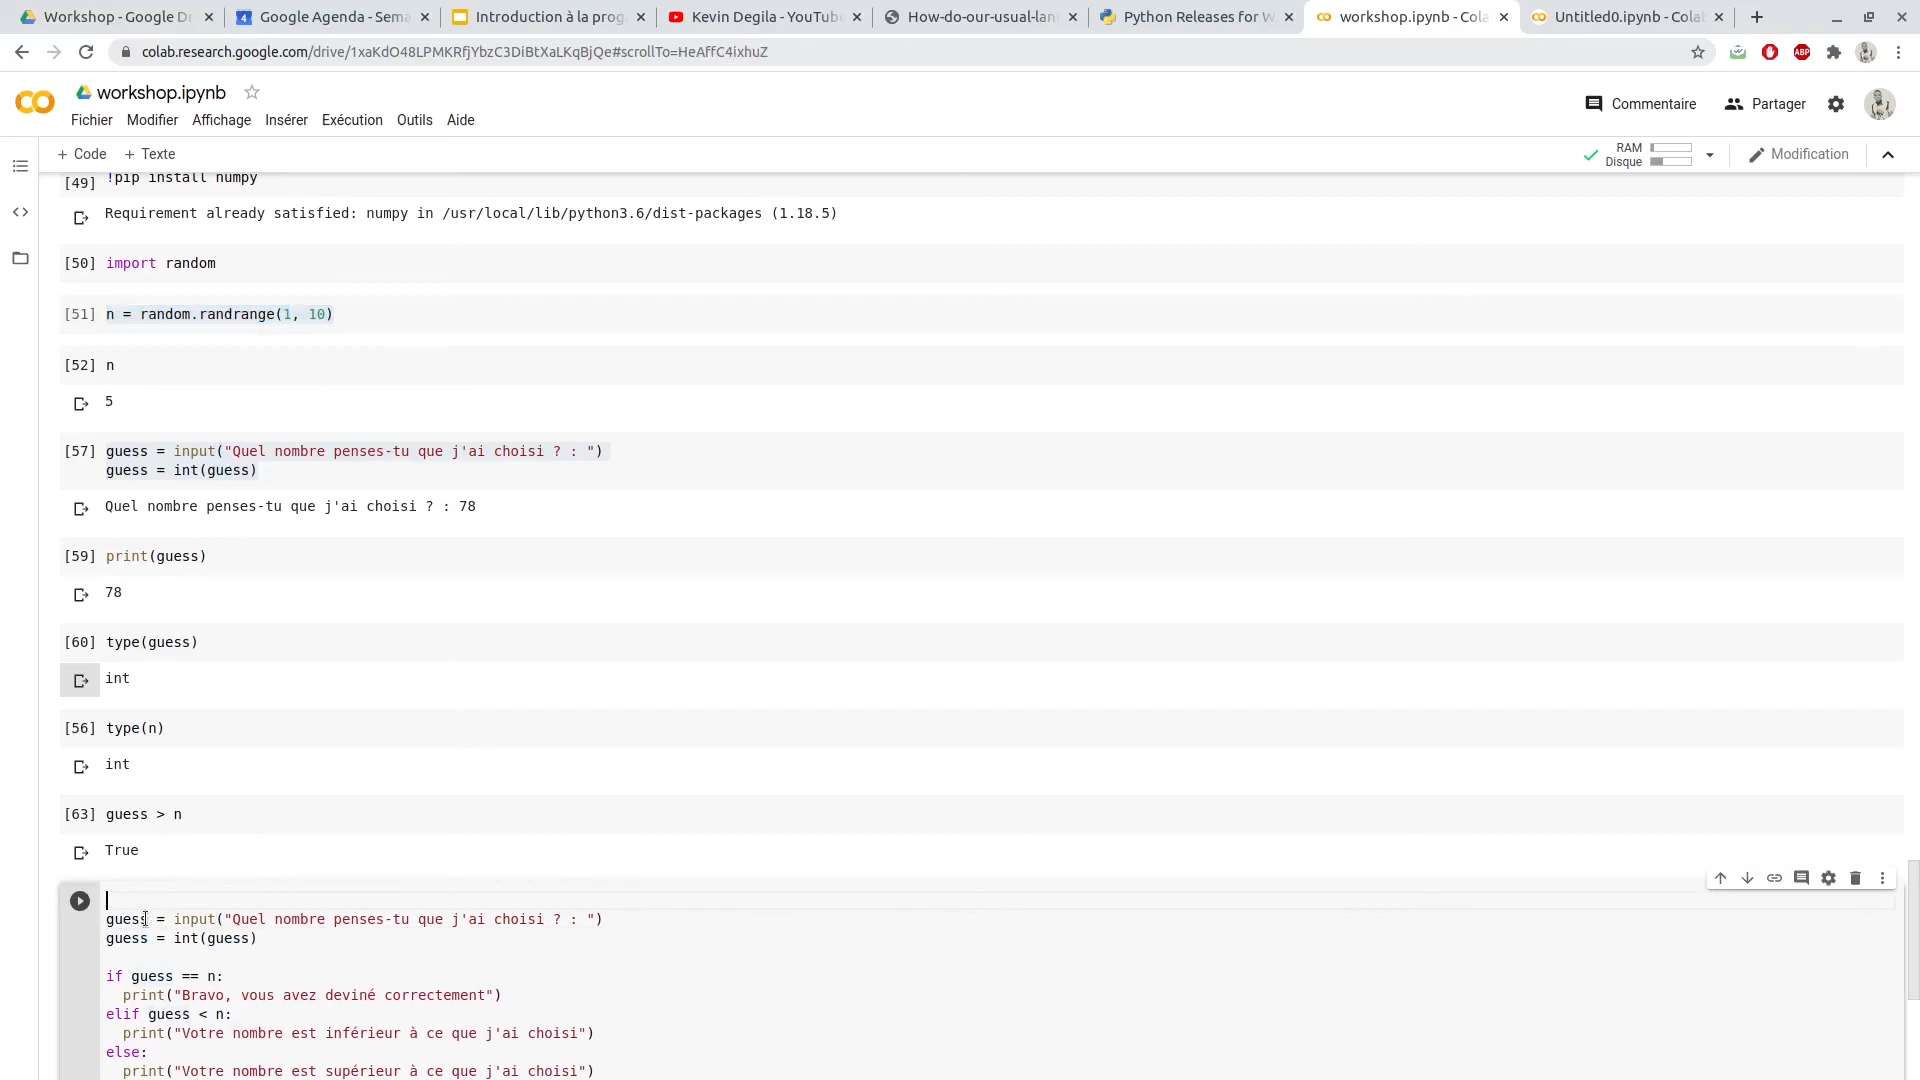 Workshop - Google Dr
Google Agenda - Sema
Introduction à la prog
Kevin Degila - YouTube
How-do-our-usual-lan
Python Releases for W
workshop.ipynb - Cola
Untitled0.ipynb - Colab
colab.research.google.com/drive/1xaKdO48LPMKRfjYbzC3DiBtXaLKqBjQe#scrollTo=HeAffC4ixhuZ
ABP
workshop.ipynb
Commentaire
Partager
Fichier Modifier Affichage Insérer Exécution Outils Aide
+ Code + Texte
RAM
Disque
Modification
[49] !pip install numpy
Requirement already satisfied: numpy in /usr/local/lib/python3.6/dist-packages (1.18.5)
[50] import random
[51] n = random.randrange(1, 10)
[52] n
5
[57] guess = input("Quel nombre penses-tu que j'ai choisi ? : ")
guess = int(guess)
Quel nombre penses-tu que j'ai choisi ? : 78
[59] print(guess)
78
[60] type(guess)
int
[56] type(n)
int
[63] guess > n
True
guess = input("Quel nombre penses-tu que j'ai choisi ? : ")
guess = int(guess)
if guess == n:
print("Bravo, vous avez deviné correctement")
elif guess < n:
print("Votre nombre est inférieur à ce que j'ai choisi")
else:
print("Votre nombre est supérieur à ce que j'ai choisi")